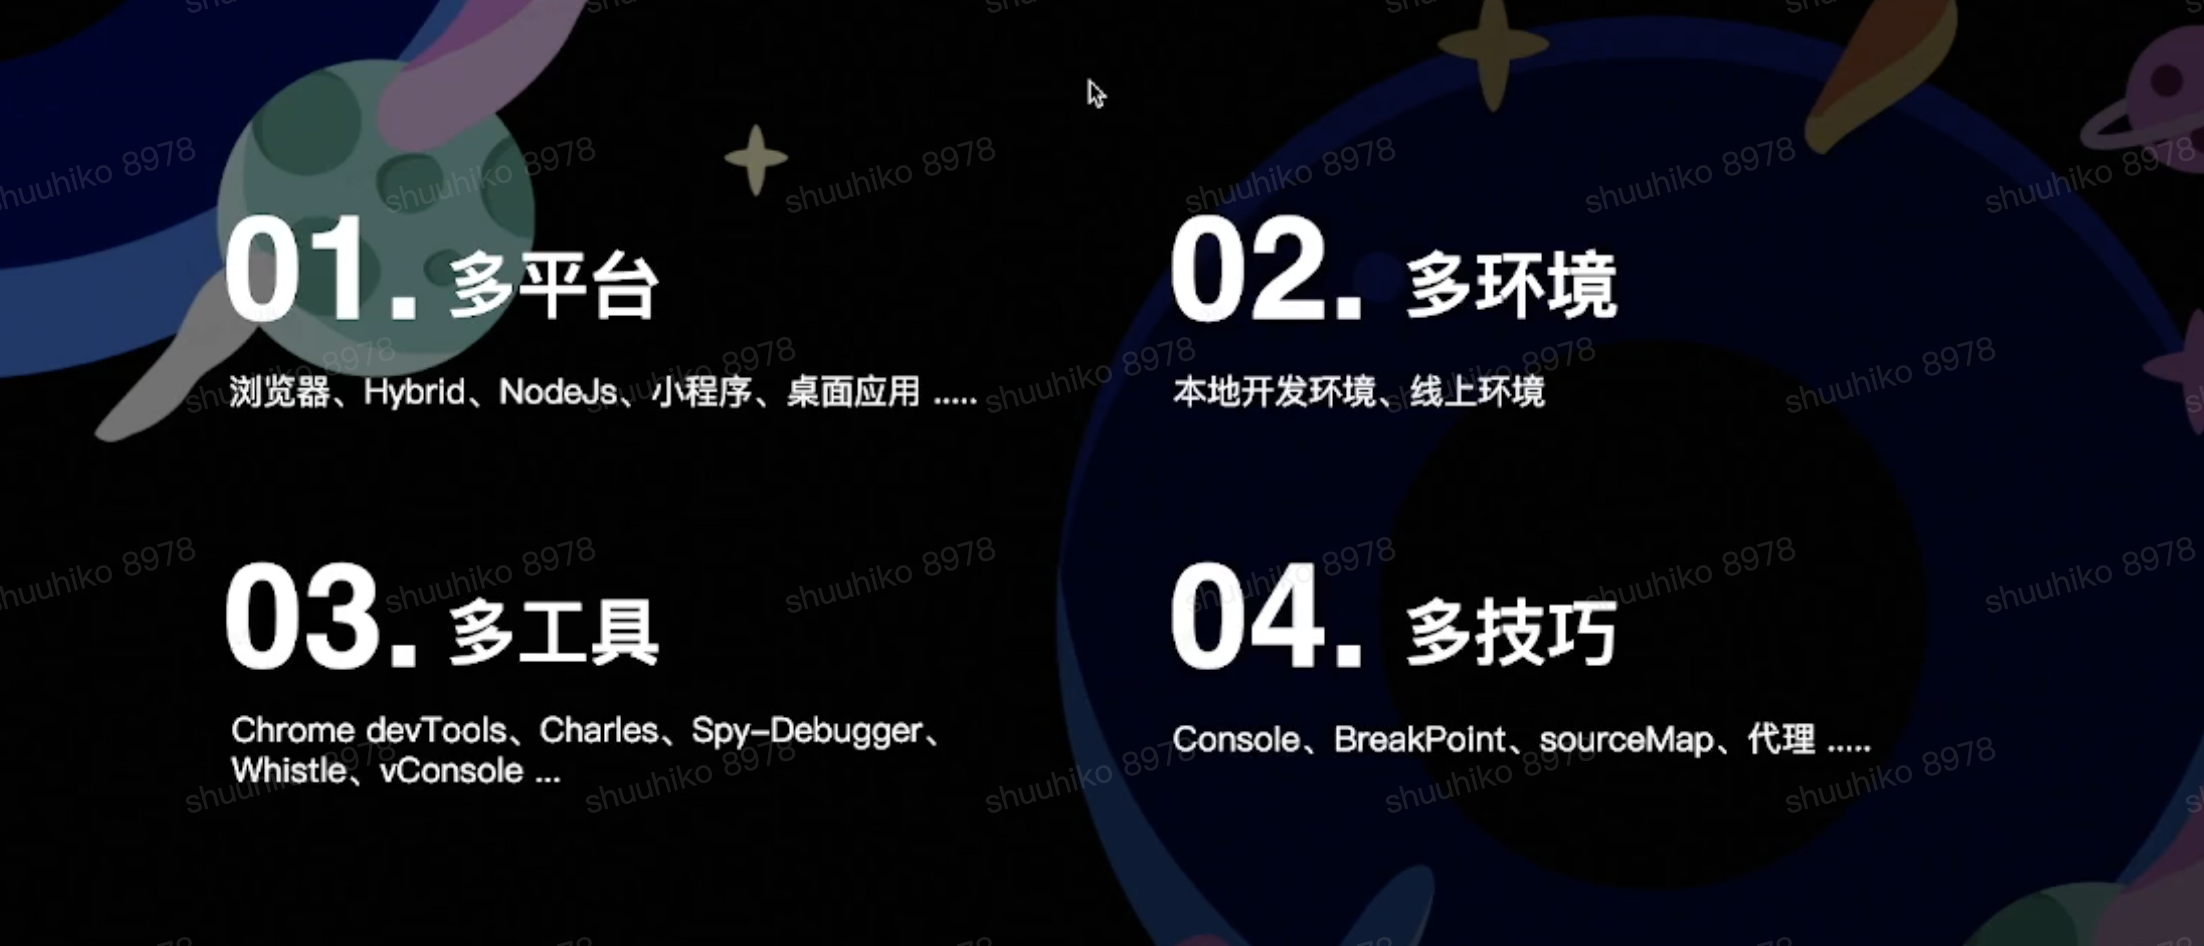 01. 多平台
浏览器、Hybrid、NodeJs、小程序、桌面应用 .....
02. 多环境
本地开发环境、线上环境
03. 多工具
Chrome devTools、Charles、Spy-Debugger、
Whistle、vConsole ...
04. 多技巧
Console、BreakPoint、sourceMap、代理 .....
shuuhiko 8978